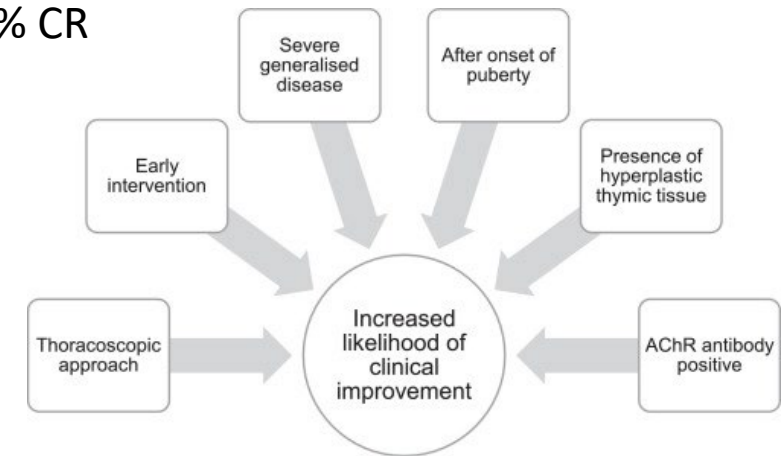 % CR
Severe
generalised
disease
After onset of
puberty
Early
intervention
Presence of
hyperplastic
thymic tissue
Thoracoscopic
approach
Increased
likelihood of
clinical
improvement
AChR antibody
positive